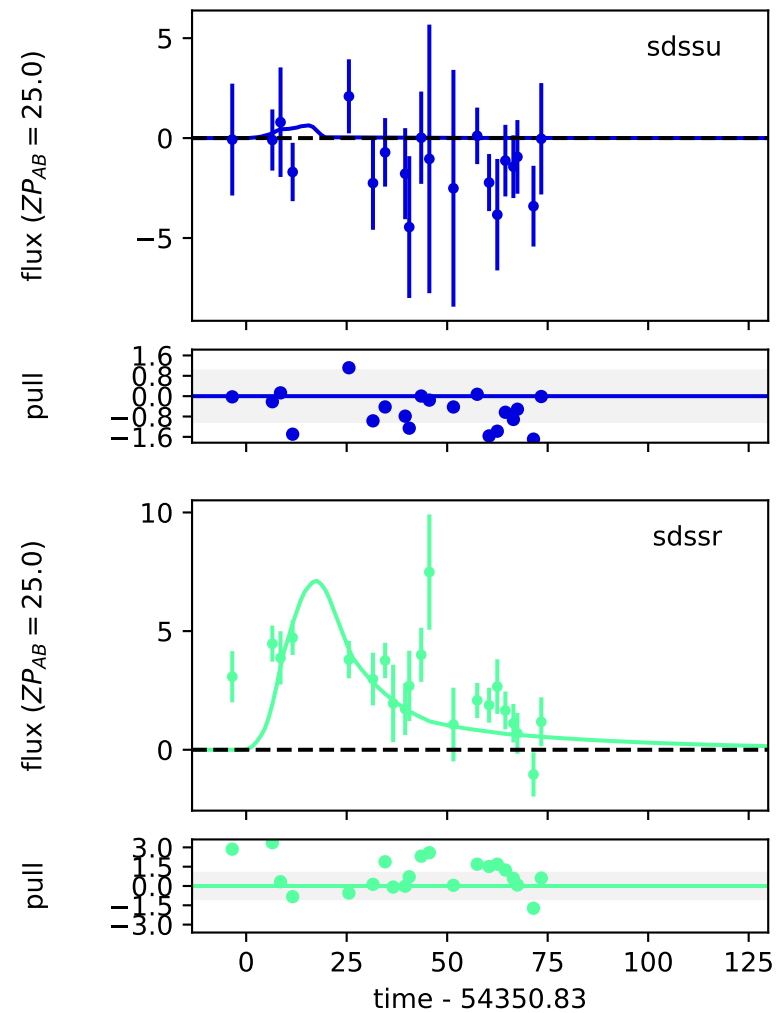 sdssu
5
0
−5
flux (ZP_AB = 25.0)
1.6
0.8
0.0
−0.8
−1.6
pull
sdssr
10
5
0
flux (ZP_AB = 25.0)
3.0
1.5
0.0
−1.5
−3.0
pull
0 25 50 75 100 125
time - 54350.83